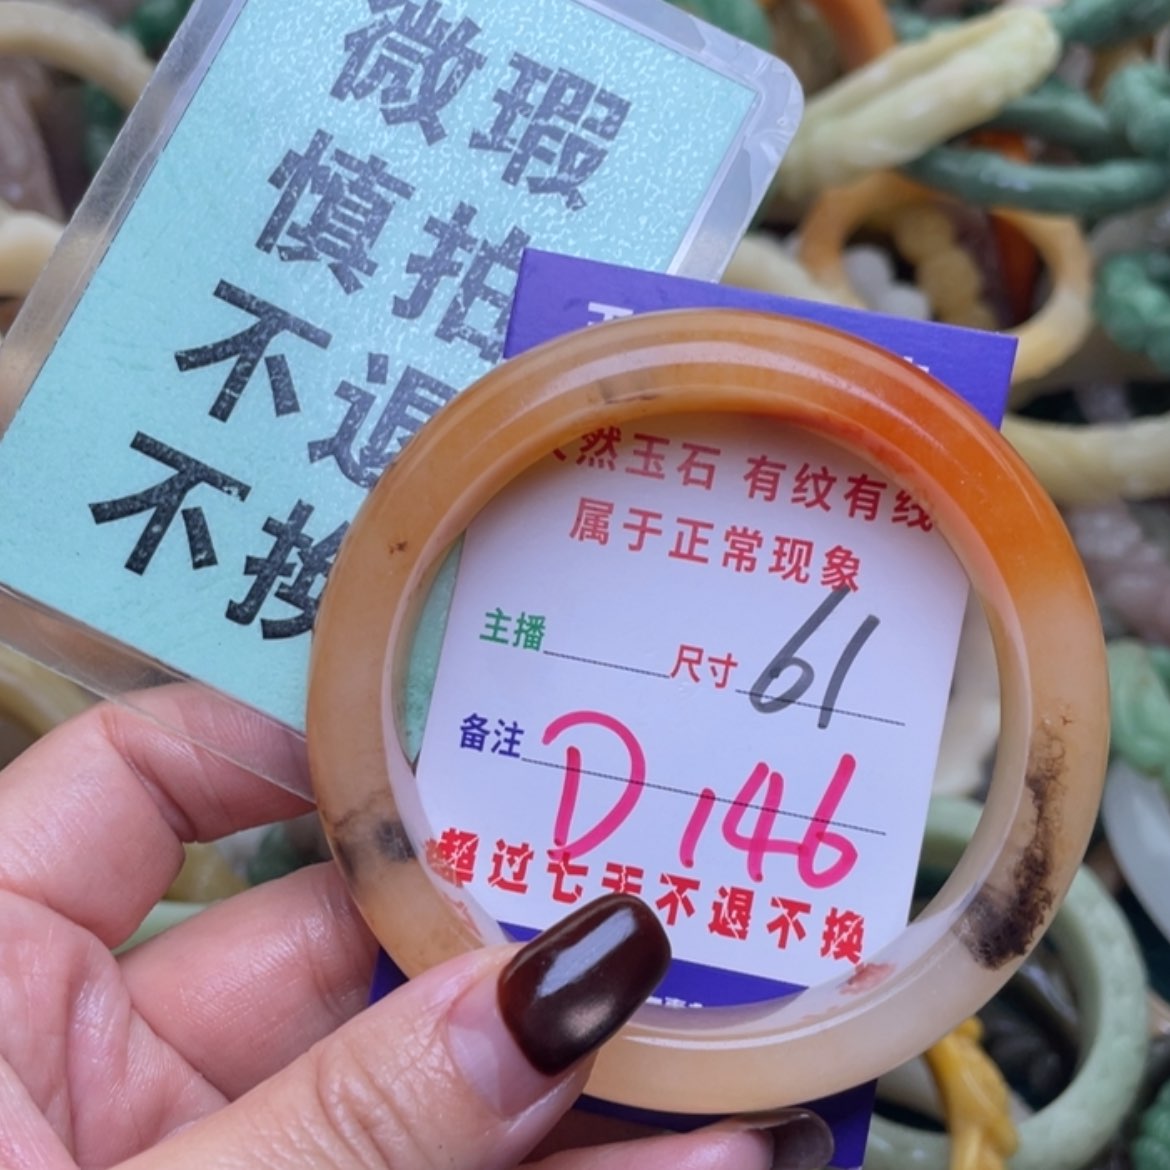 微瑕
慎拍
不退
不换
然玉石 有纹有线
属于正常现象
主播
尺寸 61
备注 D146
超过七天不退不换